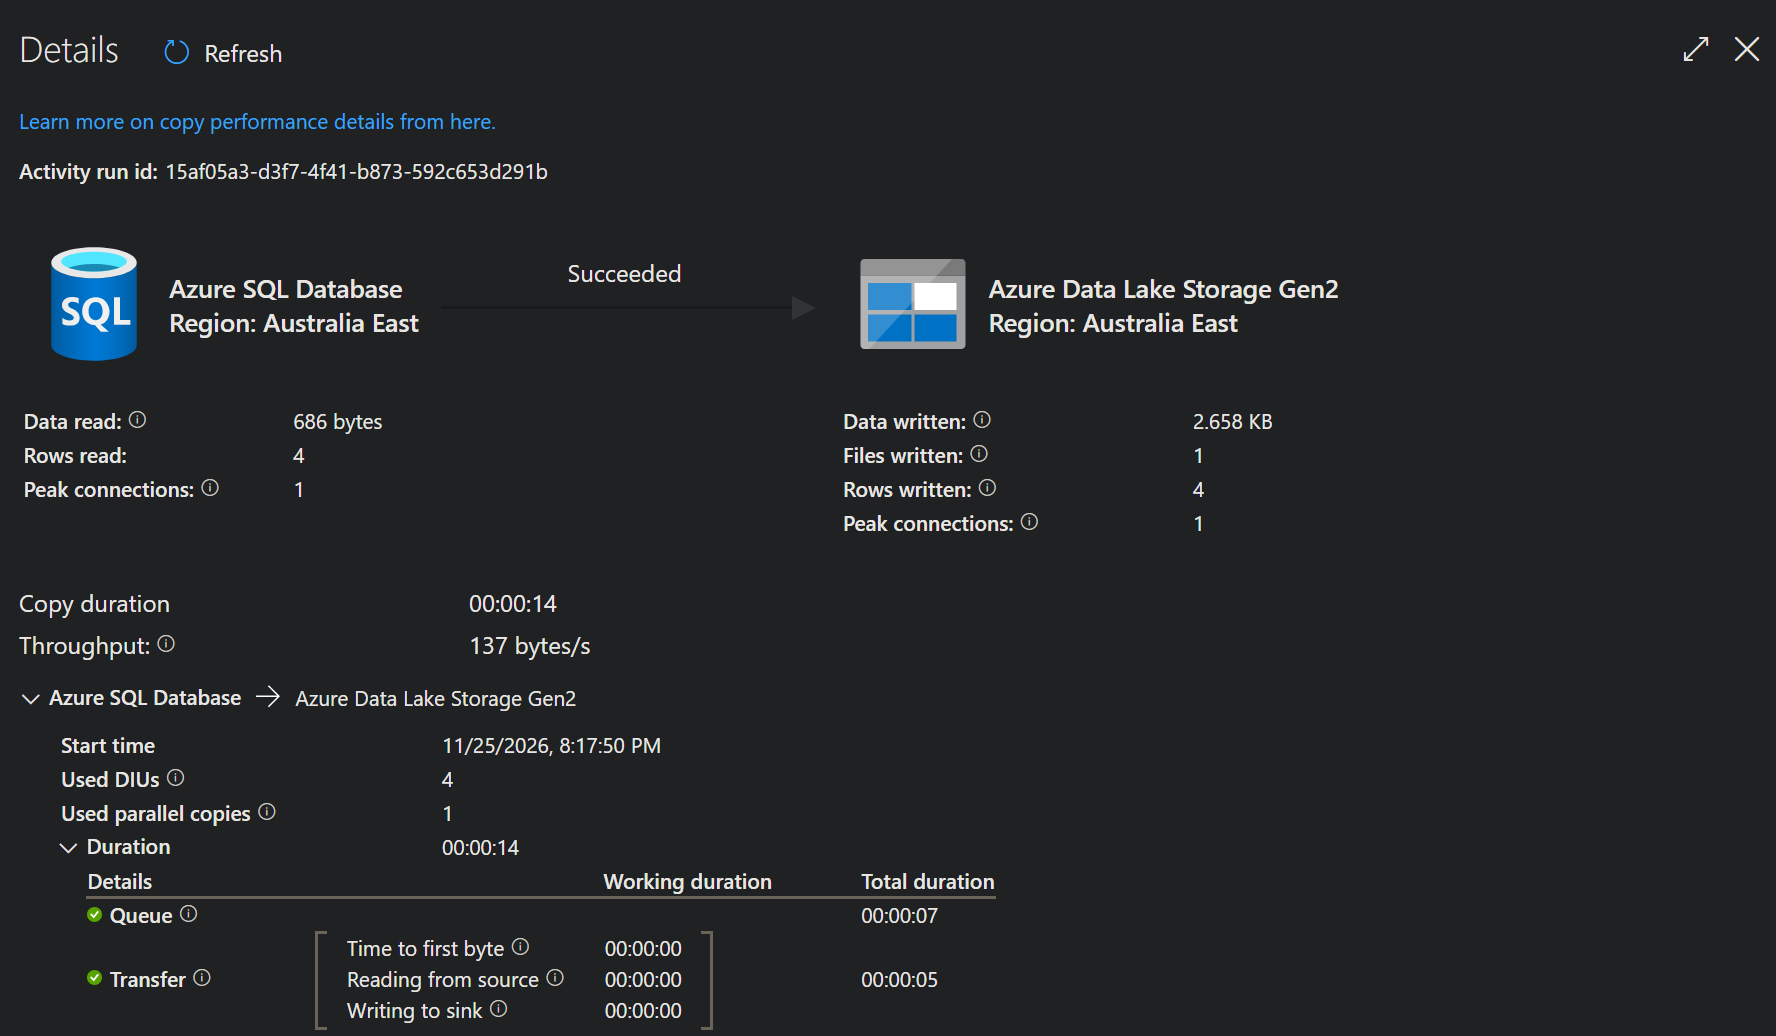 Details Refresh
Learn more on copy performance details from here.
Activity run id: 15af05a3-d3f7-4f41-b873-592c653d291b
Succeeded
SQL
Azure SQL Database
Region: Australia East
Azure Data Lake Storage Gen2
Region: Australia East
Data read: 686 bytes
Rows read: 4
Peak connections: 1
Data written: 2.658 KB
Files written: 1
Rows written: 4
Peak connections: 1
Copy duration 00:00:14
Throughput: 137 bytes/s
Azure SQL Database → Azure Data Lake Storage Gen2
Start time 11/25/2026, 8:17:50 PM
Used DIUs 4
Used parallel copies 1
Duration 00:00:14
Details Working duration Total duration
Queue 00:00:07
Time to first byte 00:00:00
Transfer Reading from source 00:00:00 00:00:05
Writing to sink 00:00:00